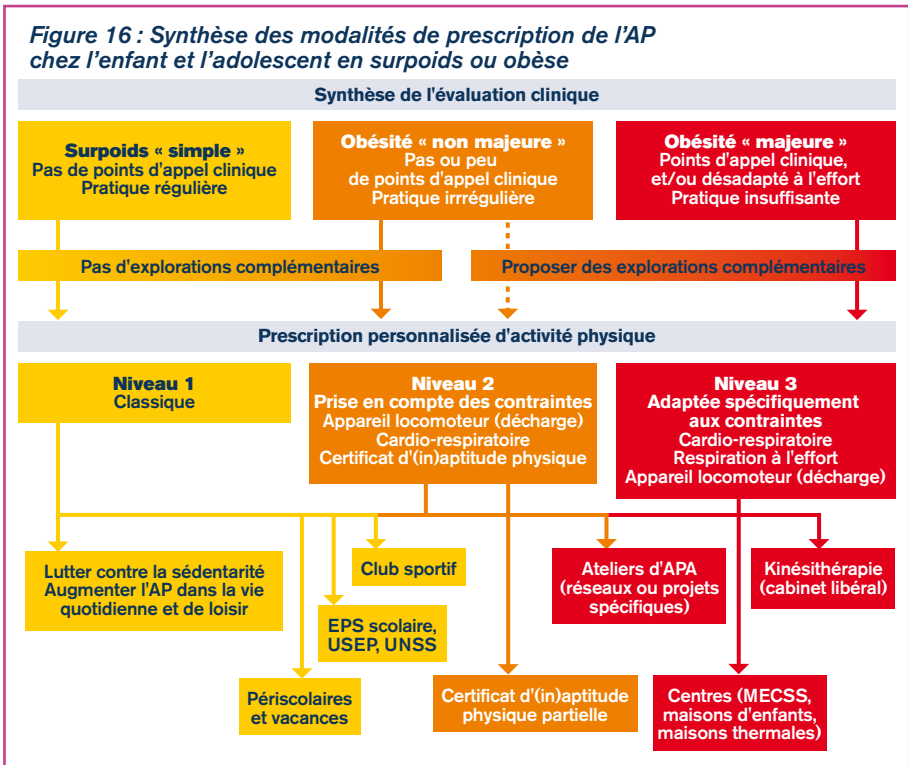 Figure 16 : Synthèse des modalités de prescription de l'AP
chez l'enfant et l'adolescent en surpoids ou obèse
Synthèse de l'évaluation clinique
Surpoids « simple »
Pas de points d'appel clinique
Pratique régulière
Obésité « non majeure »
Pas ou peu
de points d'appel clinique
Pratique irrrégulière
Obésité « majeure »
Points d'appel clinique,
et/ou désadapté à l'effort
Pratique insuffisante
Pas d'explorations complémentaires
Proposer des explorations complémentaires
Prescription personnalisée d'activité physique
Niveau 1
Classique
Niveau 2
Prise en compte des contraintes
Appareil locomoteur (décharge)
Cardio-respiratoire
Certificat d'(in)aptitude physique
Niveau 3
Adaptée spécifiquement
aux contraintes
Cardio-respiratoire
Respiration à l'effort
Appareil locomoteur (décharge)
Lutter contre la sédentarité
Augmenter l'AP dans la vie
quotidienne et de loisir
Club sportif
Ateliers d'APA
(réseaux ou projets
spécifiques)
Kinésithérapie
(cabinet libéral)
EPS scolaire,
USEP, UNSS
Périscolaires
et vacances
Certificat d'(in)aptitude
physique partielle
Centres (MECSS,
maisons d'enfants,
maisons thermales)